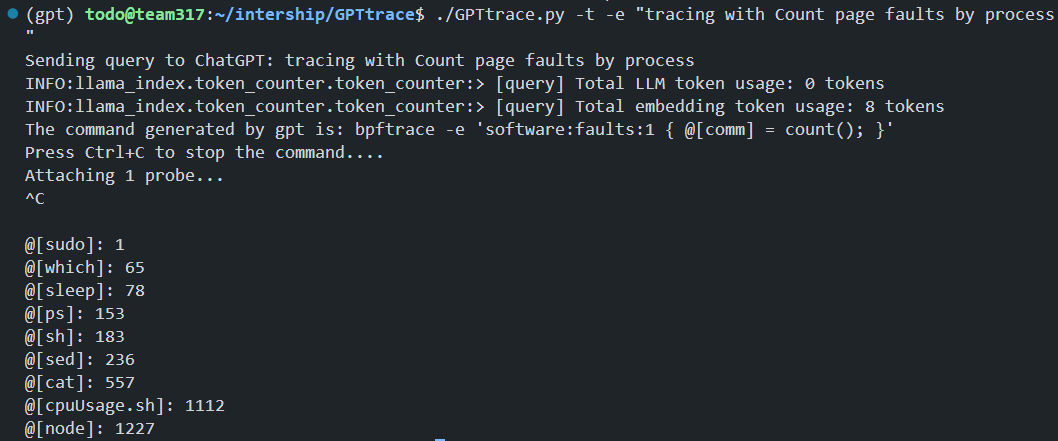 (gpt) todo@team317:~/intership/GPTtrace$ ./GPTtrace.py -t -e "tracing with Count page faults by process
"
Sending query to ChatGPT: tracing with Count page faults by process
INFO:llama_index.token_counter.token_counter:> [query] Total LLM token usage: 0 tokens
INFO:llama_index.token_counter.token_counter:> [query] Total embedding token usage: 8 tokens
The command generated by gpt is: bpftrace -e 'software:faults:1 { @[comm] = count(); }'
Press Ctrl+C to stop the command....
Attaching 1 probe...
^C
@[sudo]: 1
@[which]: 65
@[sleep]: 78
@[ps]: 153
@[sh]: 183
@[sed]: 236
@[cat]: 557
@[cpuUsage.sh]: 1112
@[node]: 1227